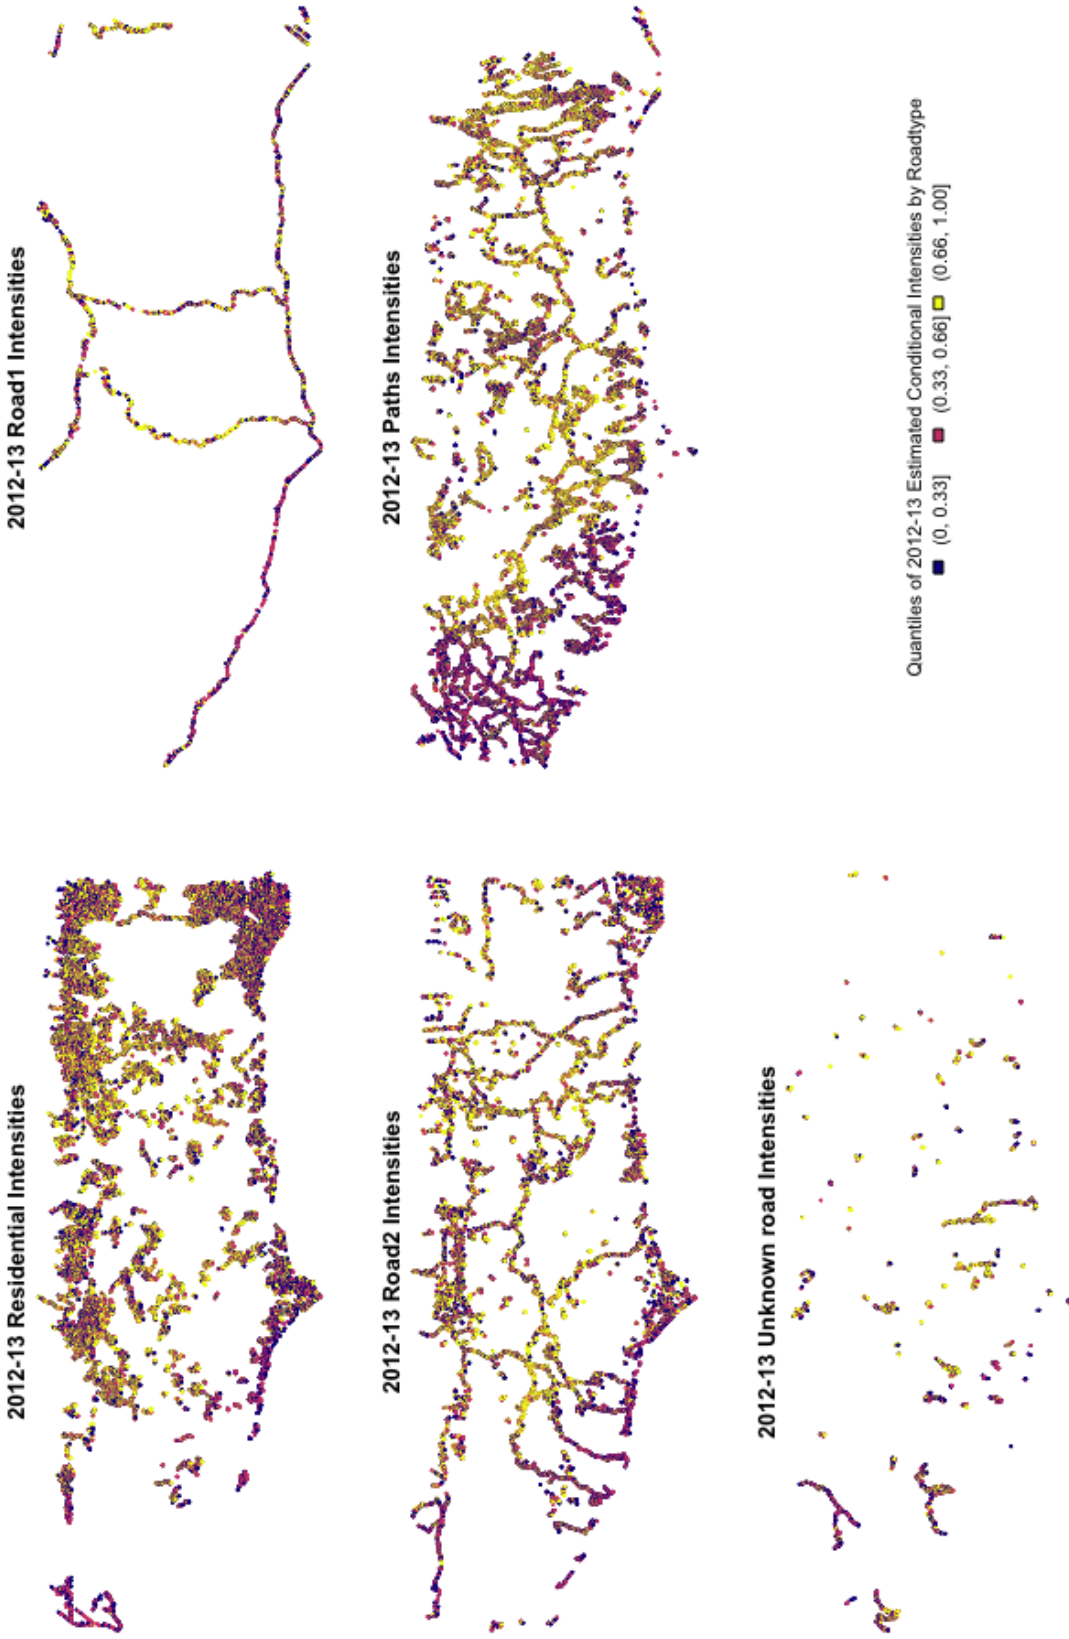 2012-13 Residential Intensities
2012-13 Road1 Intensities
2012-13 Road2 Intensities
2012-13 Paths Intensities
2012-13 Unknown road Intensities
Quantiles of 2012-13 Estimated Conditional Intensities by Roadtype
(0, 0.33] (0.33, 0.66] (0.66, 1.00]